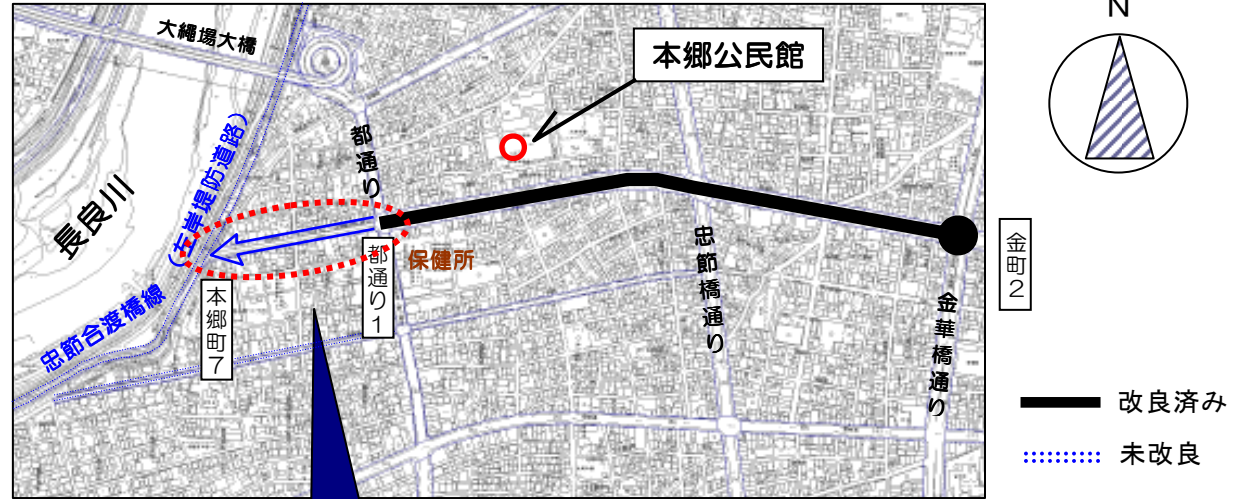 大縄場大橋
本郷公民館
N
都通り
(左岸堤防道路)
長良川
保健所
都通り1
忠節橋通り
金町2
本郷町7
忠節合渡橋線
金華橋通り
改良済み
未改良